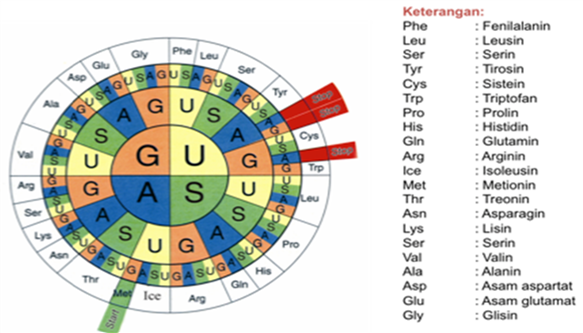 Keterangan:
Phe : Fenilalanin
Leu : Leusin
Ser : Serin
Tyr : Tirosin
Cys : Sistein
Trp : Triptofan
Pro : Prolin
His : Histidin
Gln : Glutamin
Arg : Arginin
Ice : Isoleusin
Met : Metionin
Thr : Treonin
Asn : Asparagin
Lys : Lisin
Ser : Serin
Val : Valin
Ala : Alanin
Asp : Asam aspartat
Glu : Asam glutamat
Gly : Glisin
Phe
Leu
Ser
Tyr
Stop
Stop
Cys
Stop
Trp
Leu
Pro
His
Gln
Arg
Ice
Met
Start
Thr
Asn
Lys
Ser
Arg
Val
Ala
Asp
Glu
Gly
G U
A S
U S A G
U S A G
U S A G
U S A G